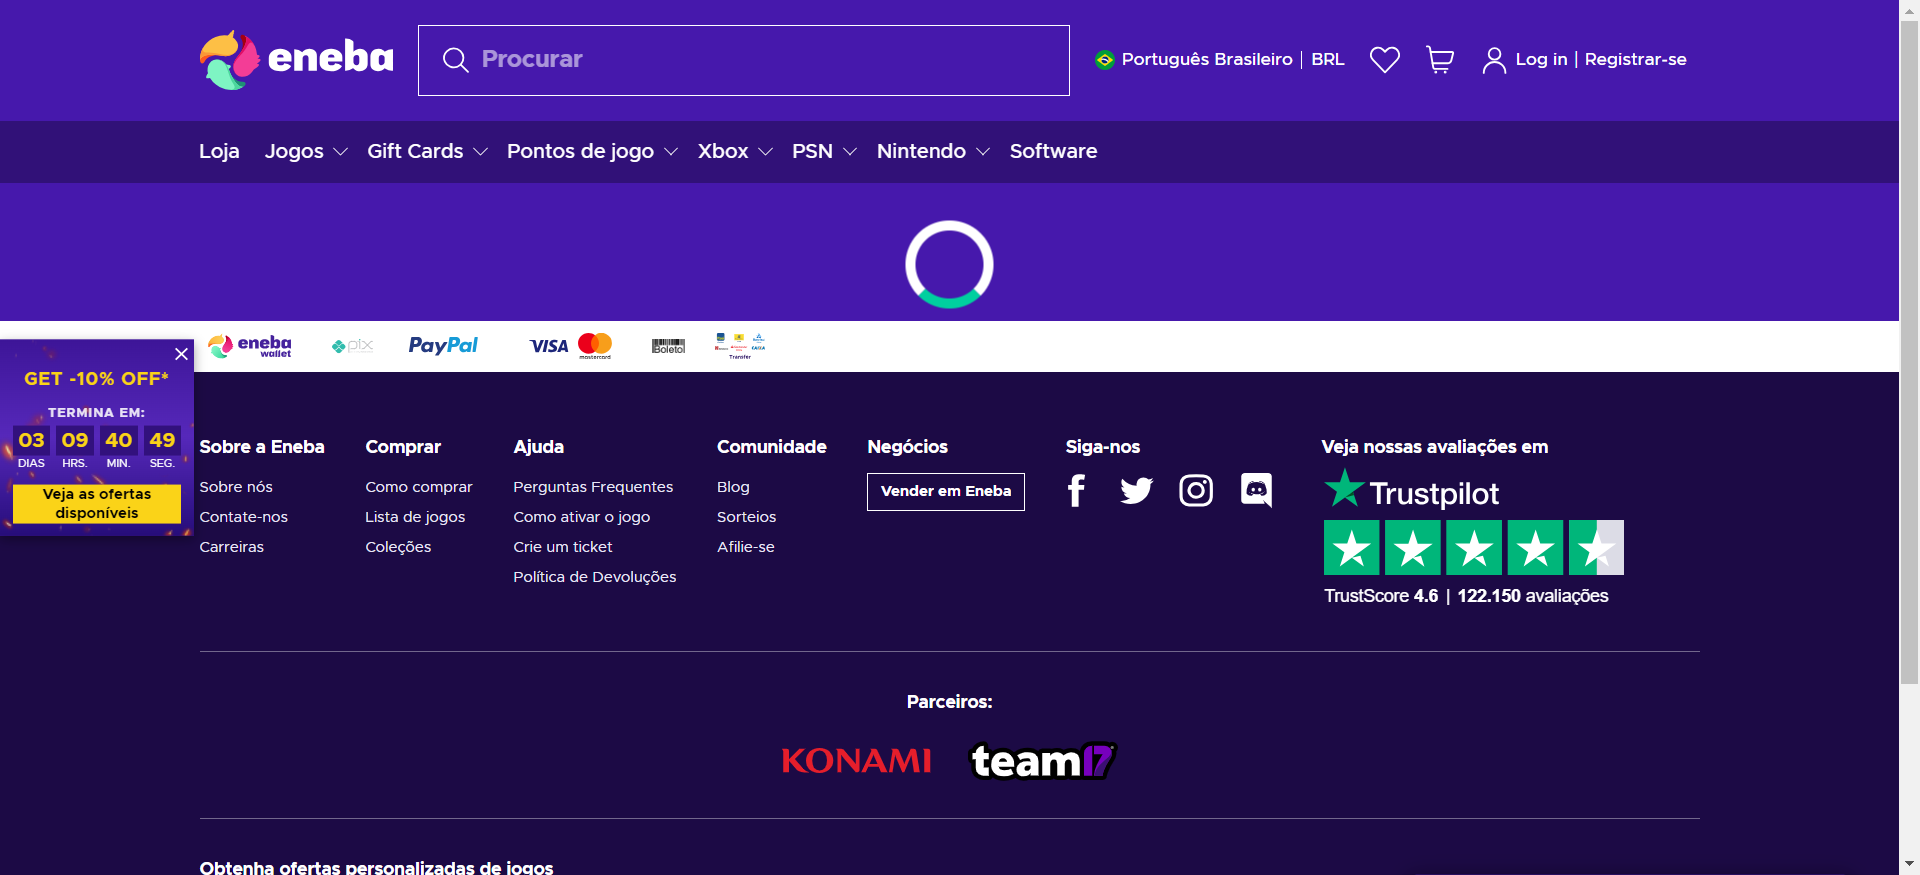 eneba
Procurar
Português Brasileiro | BRL
Log in | Registrar-se
Loja
Jogos
Gift Cards
Pontos de jogo
Xbox
PSN
Nintendo
Software
eneba
wallet
pix
PayPal
VISA
mastercard
Boleto
Transfer
GET -10% OFF*
TERMINA EM:
03 09 40 49
DIAS HRS. MIN. SEG.
Veja as ofertas
disponíveis
Sobre a Eneba
Sobre nós
Contate-nos
Carreiras
Comprar
Como comprar
Lista de jogos
Coleções
Ajuda
Perguntas Frequentes
Como ativar o jogo
Crie um ticket
Política de Devoluções
Comunidade
Blog
Sorteios
Afilie-se
Negócios
Vender em Eneba
Siga-nos
Veja nossas avaliações em
Trustpilot
TrustScore 4.6 | 122.150 avaliações
Parceiros:
KONAMI
team17
Obtenha ofertas personalizadas de jogos